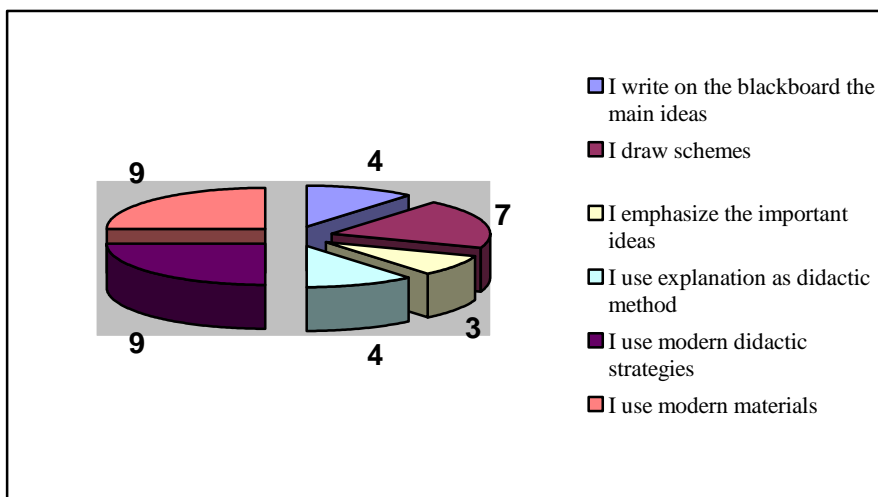 9
4
7
3
4
9
I write on the blackboard the
main ideas
I draw schemes
I emphasize the important
ideas
I use explanation as didactic
method
I use modern didactic
strategies
I use modern materials